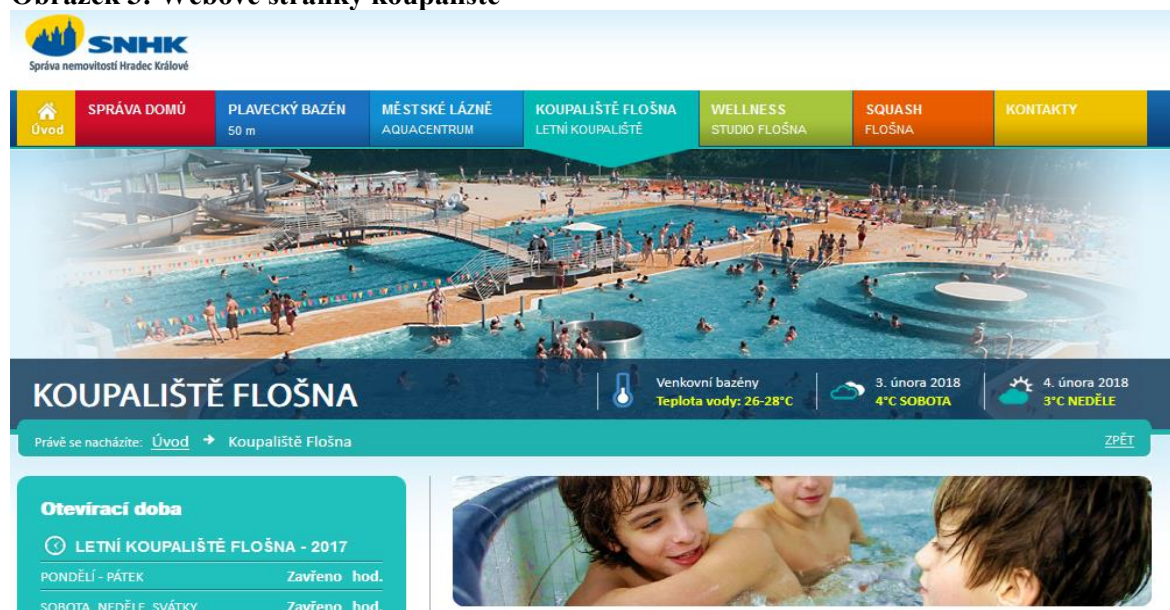 Obrázek 3: Webové stránky koupaliště
SNHK
Správa nemovitostí Hradec Králové
Úvod
SPRÁVA DOMŮ
PLAVECKÝ BAZÉN
50 m
MĚSTSKÉ LÁZNĚ
AQUACENTRUM
KOUPALIŠTĚ FLOŠNA
LETNÍ KOUPALIŠTĚ
WELLNESS
STUDIO FLOŠNA
SQUASH
FLOŠNA
KONTAKTY
KOUPALIŠTĚ FLOŠNA
Venkovní bazény
Teplota vody: 26-28°C
3. února 2018
4°C SOBOTA
4. února 2018
3°C NEDĚLE
Právě se nacházíte: Úvod Koupaliště Flošna
ZPĚT
Otevírací doba
LETNÍ KOUPALIŠTĚ FLOŠNA - 2017
PONDĚLÍ - PÁTEK Zavřeno hod.
SOBOTA, NEDĚLE, SVÁTKY Zavřeno hod.